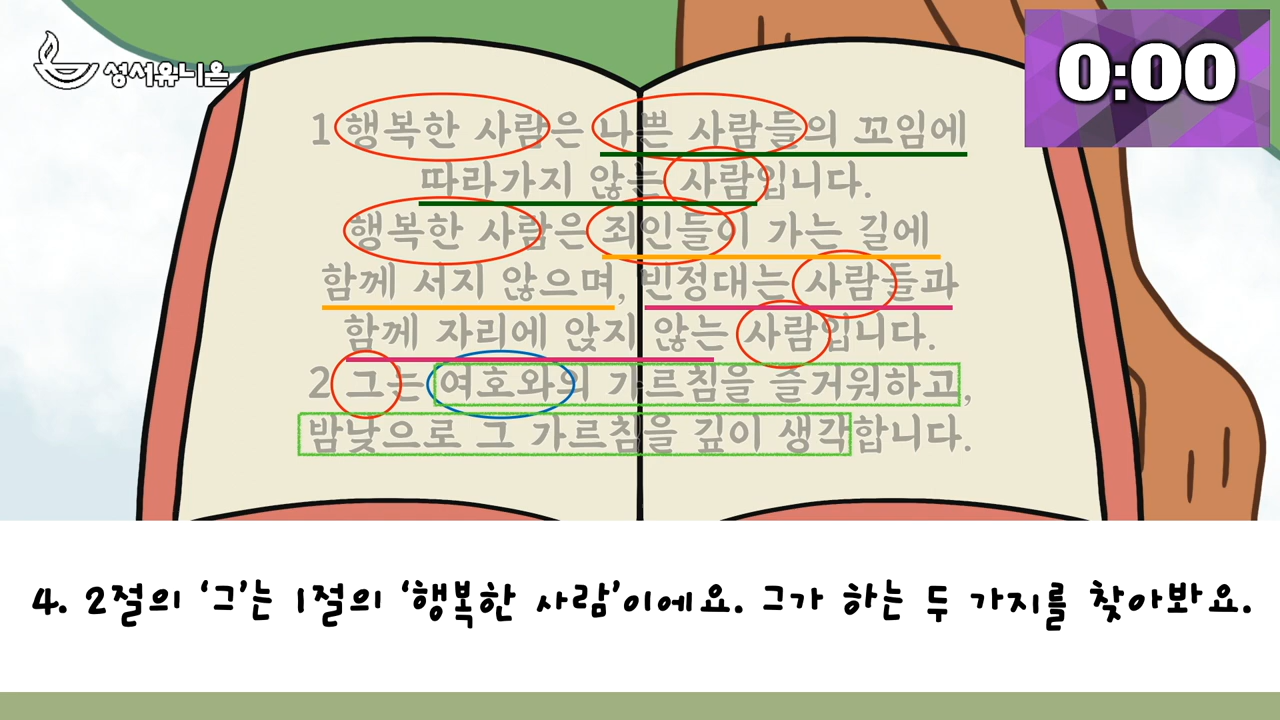 성서유니온
0:00
1 행복한 사람은 나쁜 사람들의 꼬임에
따라가지 않는 사람입니다.
행복한 사람은 죄인들이 가는 길에
함께 서지 않으며, 빈정대는 사람들과
함께 자리에 앉지 않는 사람입니다.
2 그는 여호와의 가르침을 즐거워하고,
밤낮으로 그 가르침을 깊이 생각합니다.
4. 2절의 ‘그’는 1절의 ‘행복한 사람’이에요. 그가 하는 두 가지를 찾아봐요.